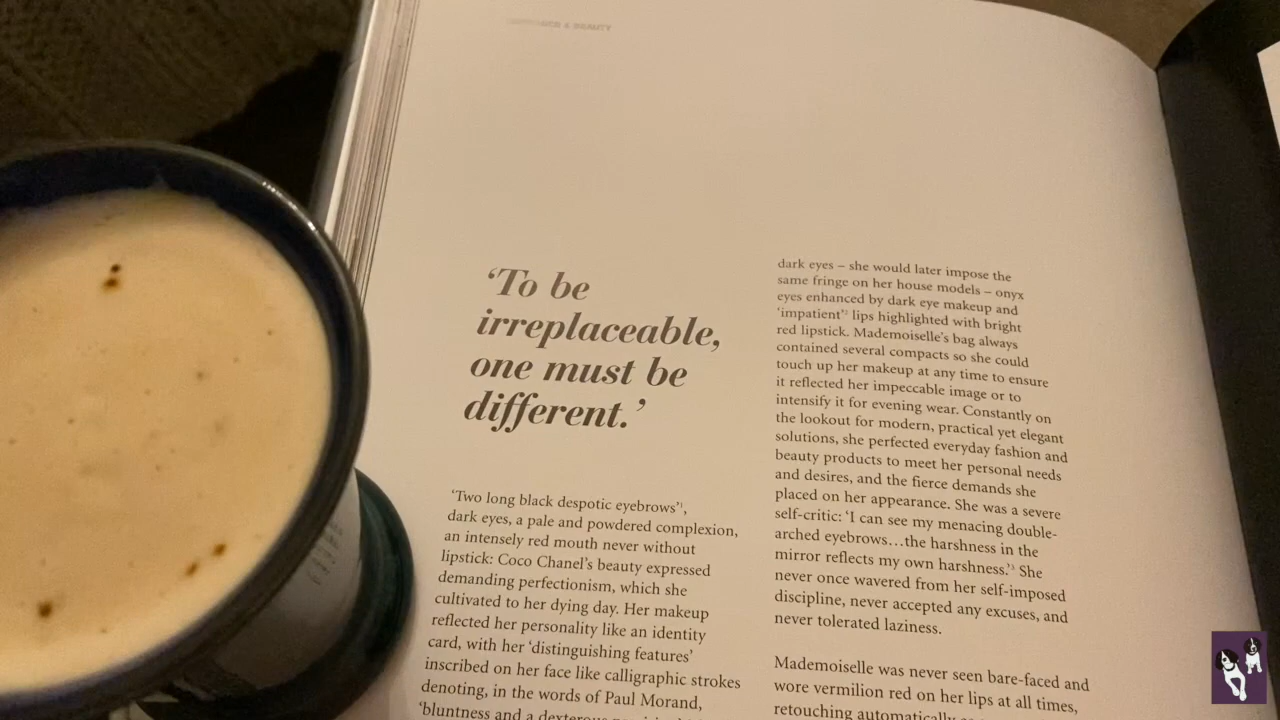 & BEAUTY
‘To be
irreplaceable,
one must be
different.’
‘Two long black despotic eyebrows’¹,
dark eyes, a pale and powdered complexion,
an intensely red mouth never without
lipstick: Coco Chanel’s beauty expressed
demanding perfectionism, which she
cultivated to her dying day. Her makeup
reflected her personality like an identity
card, with her ‘distinguishing features’
inscribed on her face like calligraphic strokes
denoting, in the words of Paul Morand,
‘bluntness and a dexterous
dark eyes – she would later impose the
same fringe on her house models – onyx
eyes enhanced by dark eye makeup and
‘impatient’² lips highlighted with bright
red lipstick. Mademoiselle’s bag always
contained several compacts so she could
touch up her makeup at any time to ensure
it reflected her impeccable image or to
intensify it for evening wear. Constantly on
the lookout for modern, practical yet elegant
solutions, she perfected everyday fashion and
beauty products to meet her personal needs
and desires, and the fierce demands she
placed on her appearance. She was a severe
self-critic: ‘I can see my menacing double-
arched eyebrows…the harshness in the
mirror reflects my own harshness.’³ She
never once wavered from her self-imposed
discipline, never accepted any excuses, and
never tolerated laziness.
Mademoiselle was never seen bare-faced and
wore vermilion red on her lips at all times,
retouching automatically